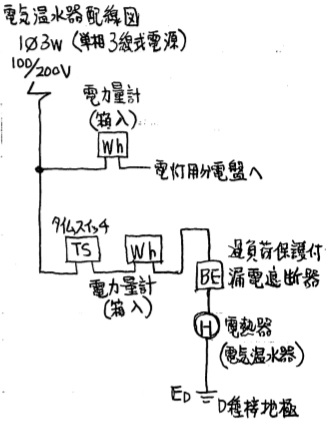 電気温水器配線図
1Φ3W (単相3線式電源)
100/200V
電力量計
(箱入)
Wh
電灯用分電盤へ
タイムスイッチ
TS
Wh
電力量計
(箱入)
過負荷保護付
BE
漏電遮断器
H
電熱器
(電気温水器)
ED
D種接地極